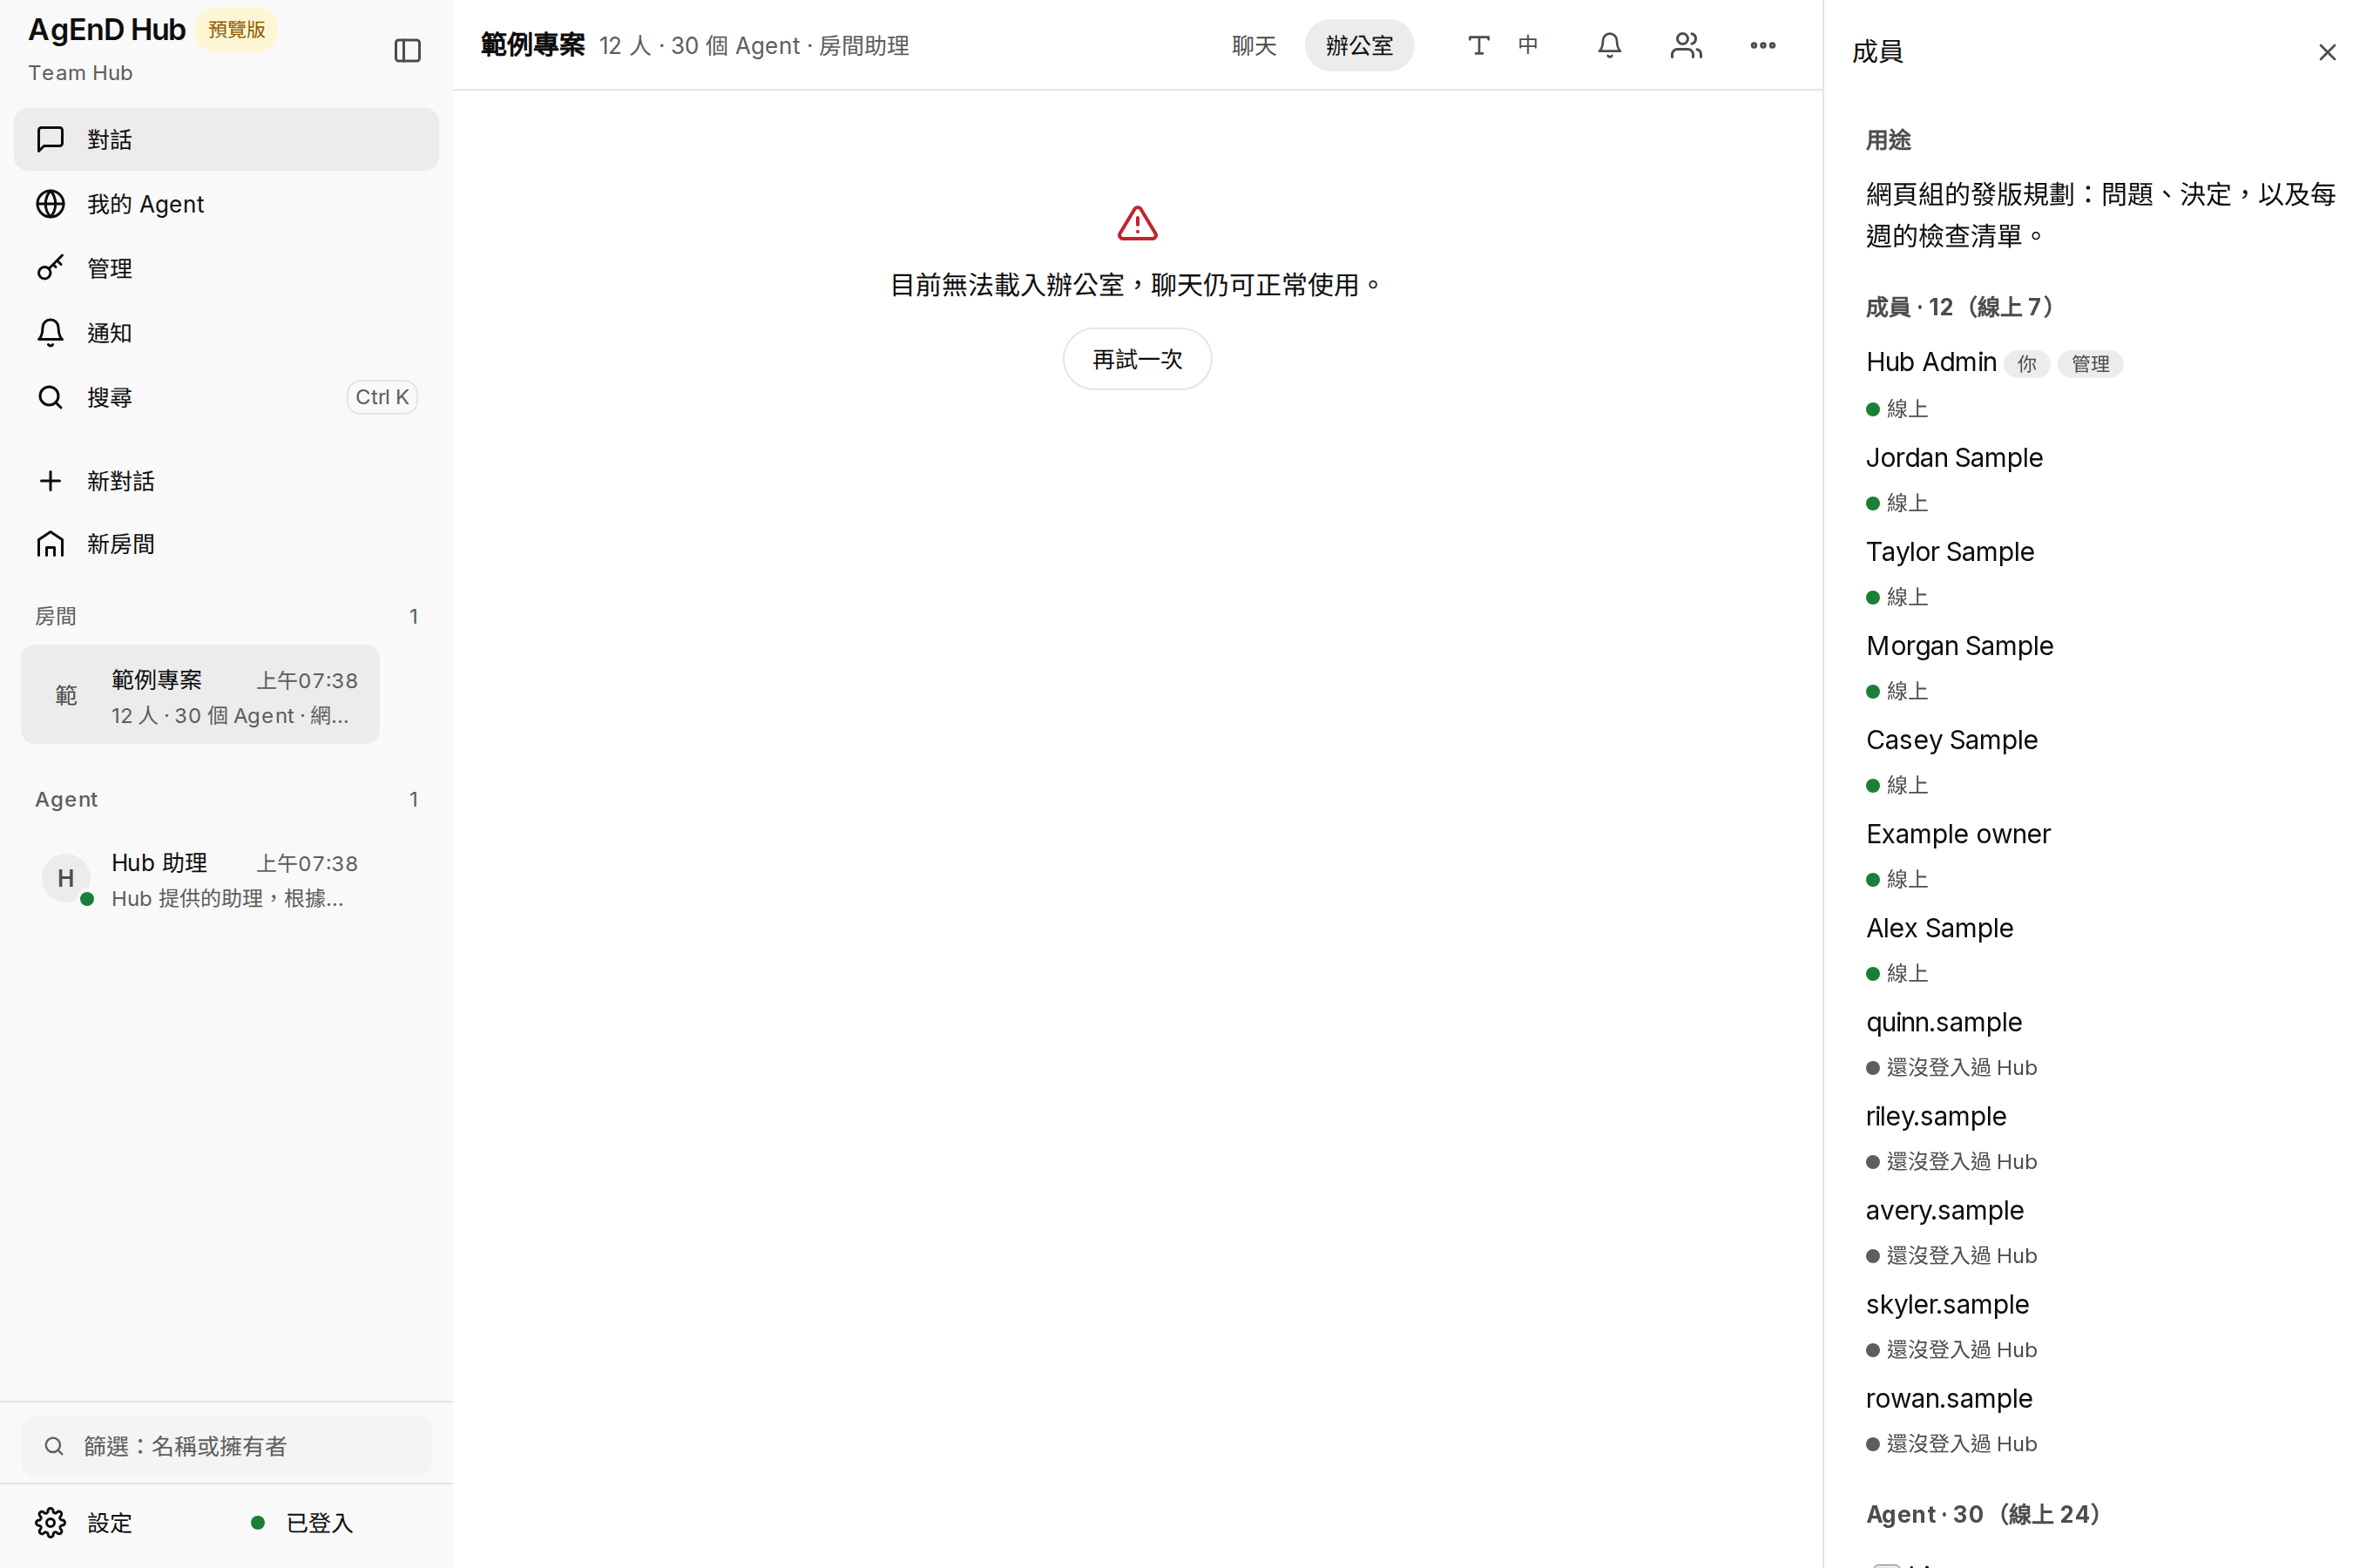 AgEnD Hub 預覽版
Team Hub
對話
我的 Agent
管理
通知
搜尋 Ctrl K
新對話
新房間
房間 1
範 範例專案 上午07:38
12 人 · 30 個 Agent · 網...
Agent 1
H Hub 助理 上午07:38
Hub 提供的助理，根據...
篩選：名稱或擁有者
設定 已登入
範例專案 12 人 · 30 個 Agent · 房間助理 聊天 辦公室 T 中
目前無法載入辦公室，聊天仍可正常使用。
再試一次
成員
用途
網頁組的發版規劃：問題、決定，以及每
週的檢查清單。
成員 · 12（線上 7）
Hub Admin 你 管理
線上
Jordan Sample
線上
Taylor Sample
線上
Morgan Sample
線上
Casey Sample
線上
Example owner
線上
Alex Sample
線上
quinn.sample
還沒登入過 Hub
riley.sample
還沒登入過 Hub
avery.sample
還沒登入過 Hub
skyler.sample
還沒登入過 Hub
rowan.sample
還沒登入過 Hub
Agent · 30（線上 24）